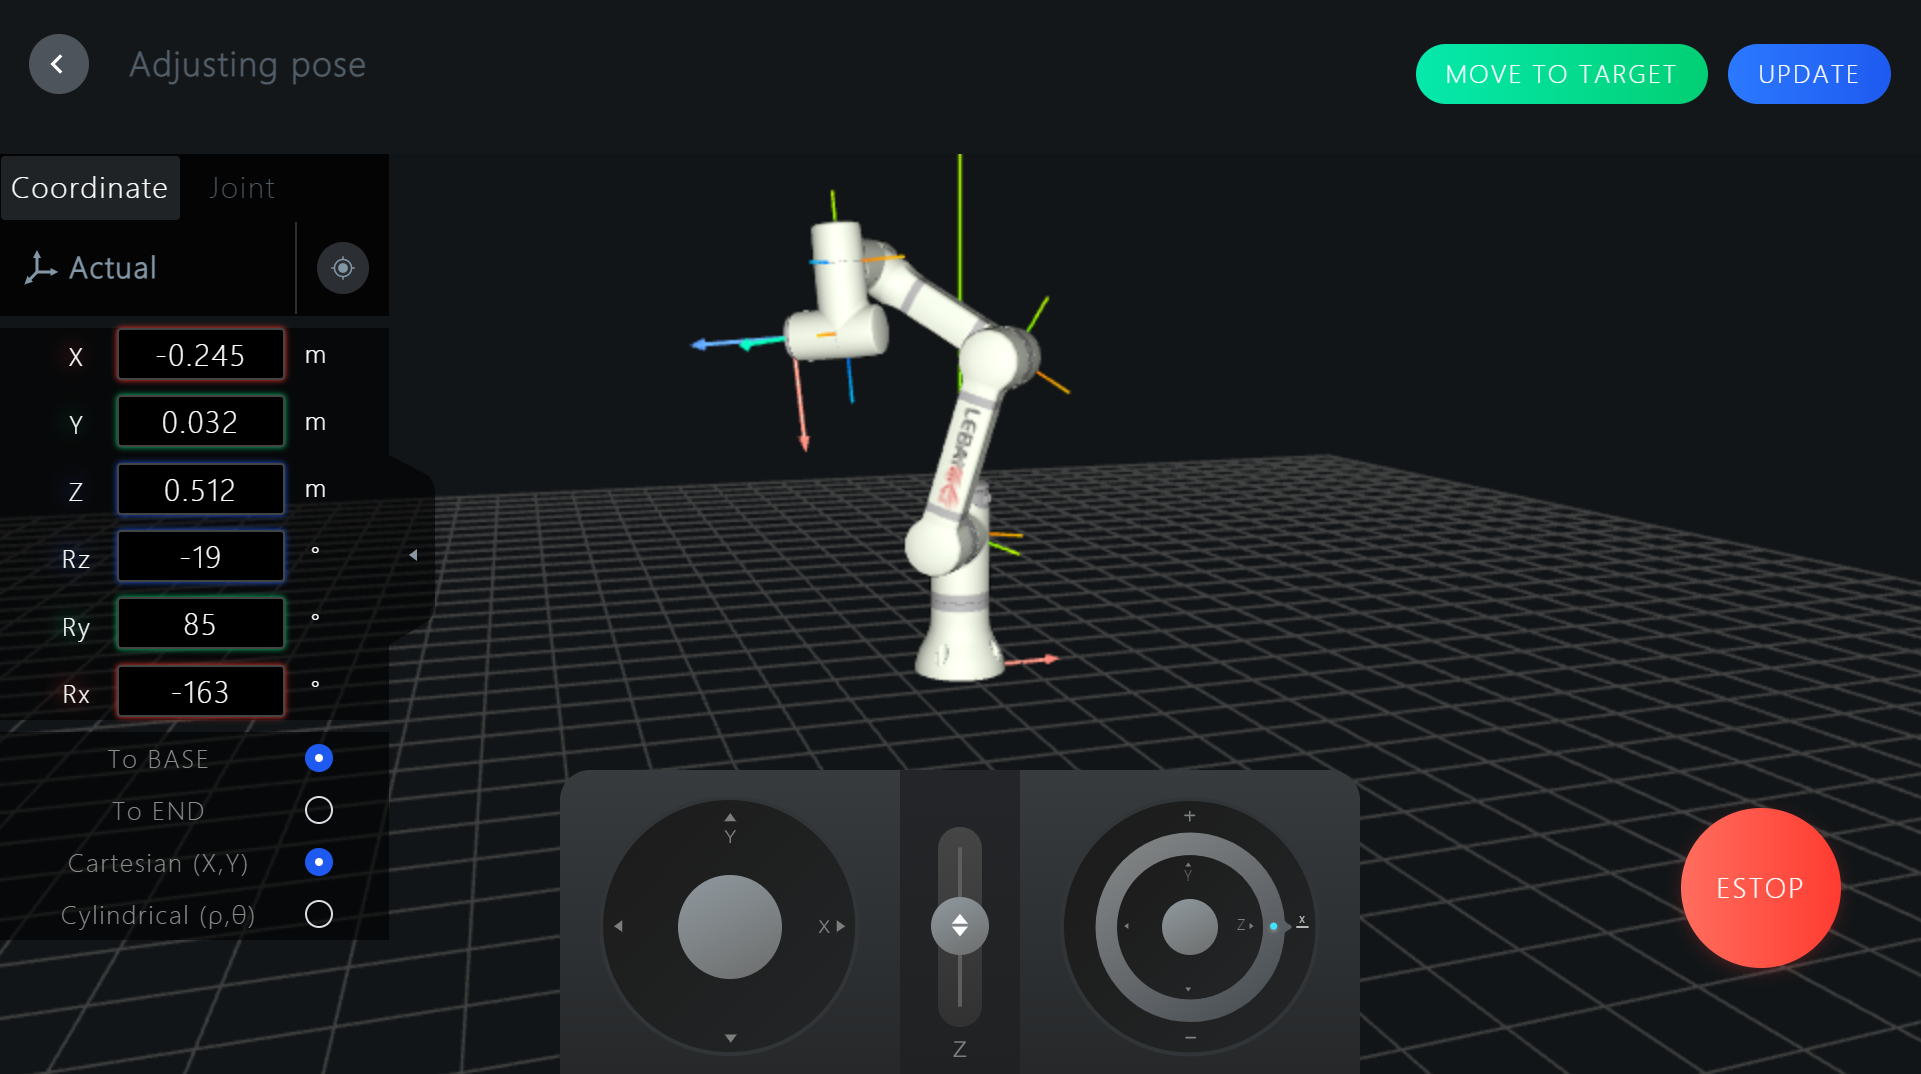 Adjusting pose
MOVE TO TARGET
UPDATE
Coordinate
Joint
Actual
X -0.245 m
Y 0.032 m
Z 0.512 m
Rz -19 °
Ry 85 °
Rx -163 °
To BASE
To END
Cartesian (X,Y)
Cylindrical (ρ,θ)
LEBAI
Y
X
Z
+
Y
Z
x
−
ESTOP